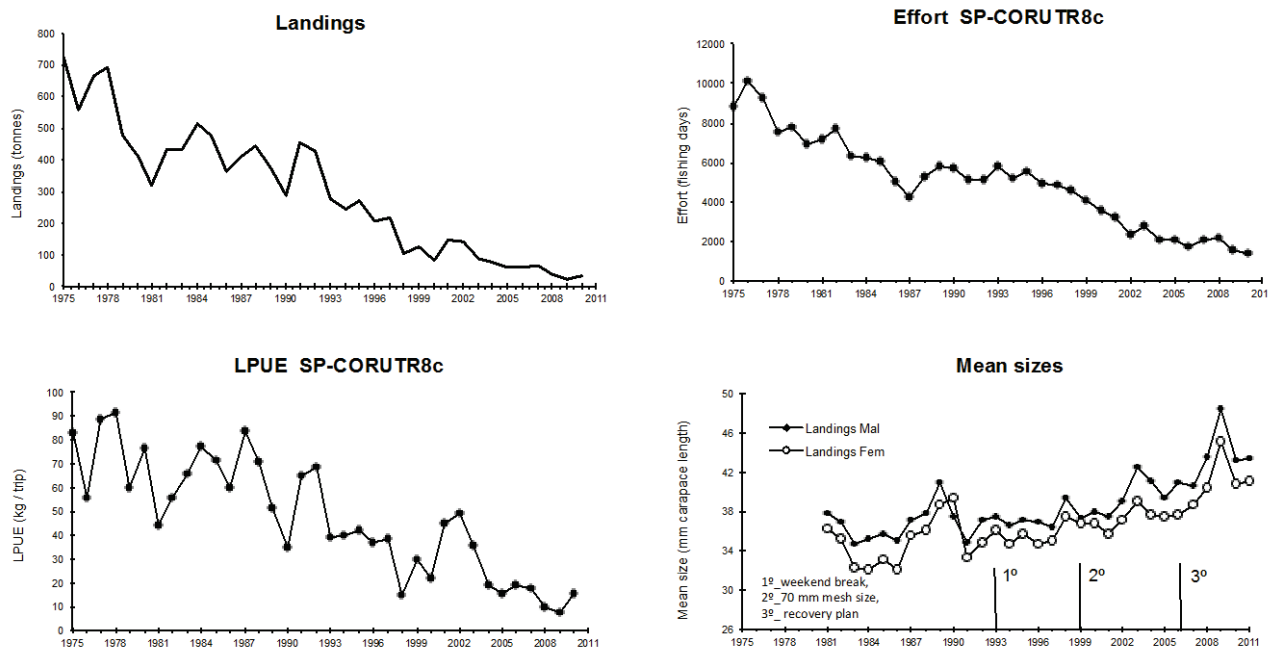 Landings
Landings (tonnes)
800
700
600
500
400
300
200
100
0
1975 1978 1981 1984 1987 1990 1993 1996 1999 2002 2005 2008 2011
Effort SP-CORUTR8c
Effort (fishing days)
12000
10000
8000
6000
4000
2000
0
1975 1978 1981 1984 1987 1990 1993 1996 1999 2002 2005 2008 201
LPUE SP-CORUTR8c
LPUE (kg / trip)
100
90
80
70
60
50
40
30
20
10
0
1975 1978 1981 1984 1987 1990 1993 1996 1999 2002 2005 2008 2011
Mean sizes
Mean size (mm carapace length)
50
46
42
38
34
30
26
Landings Mal
Landings Fem
1º_weekend break,
2º_70 mm mesh size,
3º_ recovery plan
1º
2º
3º
1975 1978 1981 1984 1987 1990 1993 1996 1999 2002 2005 2008 2011